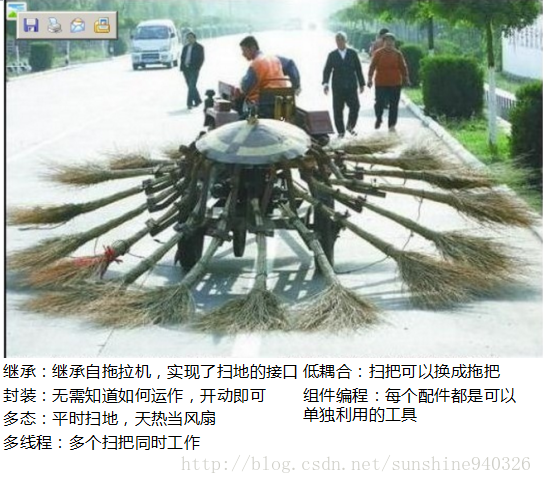 继承：继承自拖拉机，实现了扫地的接口
封装：无需知道如何运作，开动即可
多态：平时扫地，天热当风扇
多线程：多个扫把同时工作
低耦合：扫把可以换成拖把
组件编程：每个配件都是可以
单独利用的工具
http://blog.csdn.net/sunshine940326